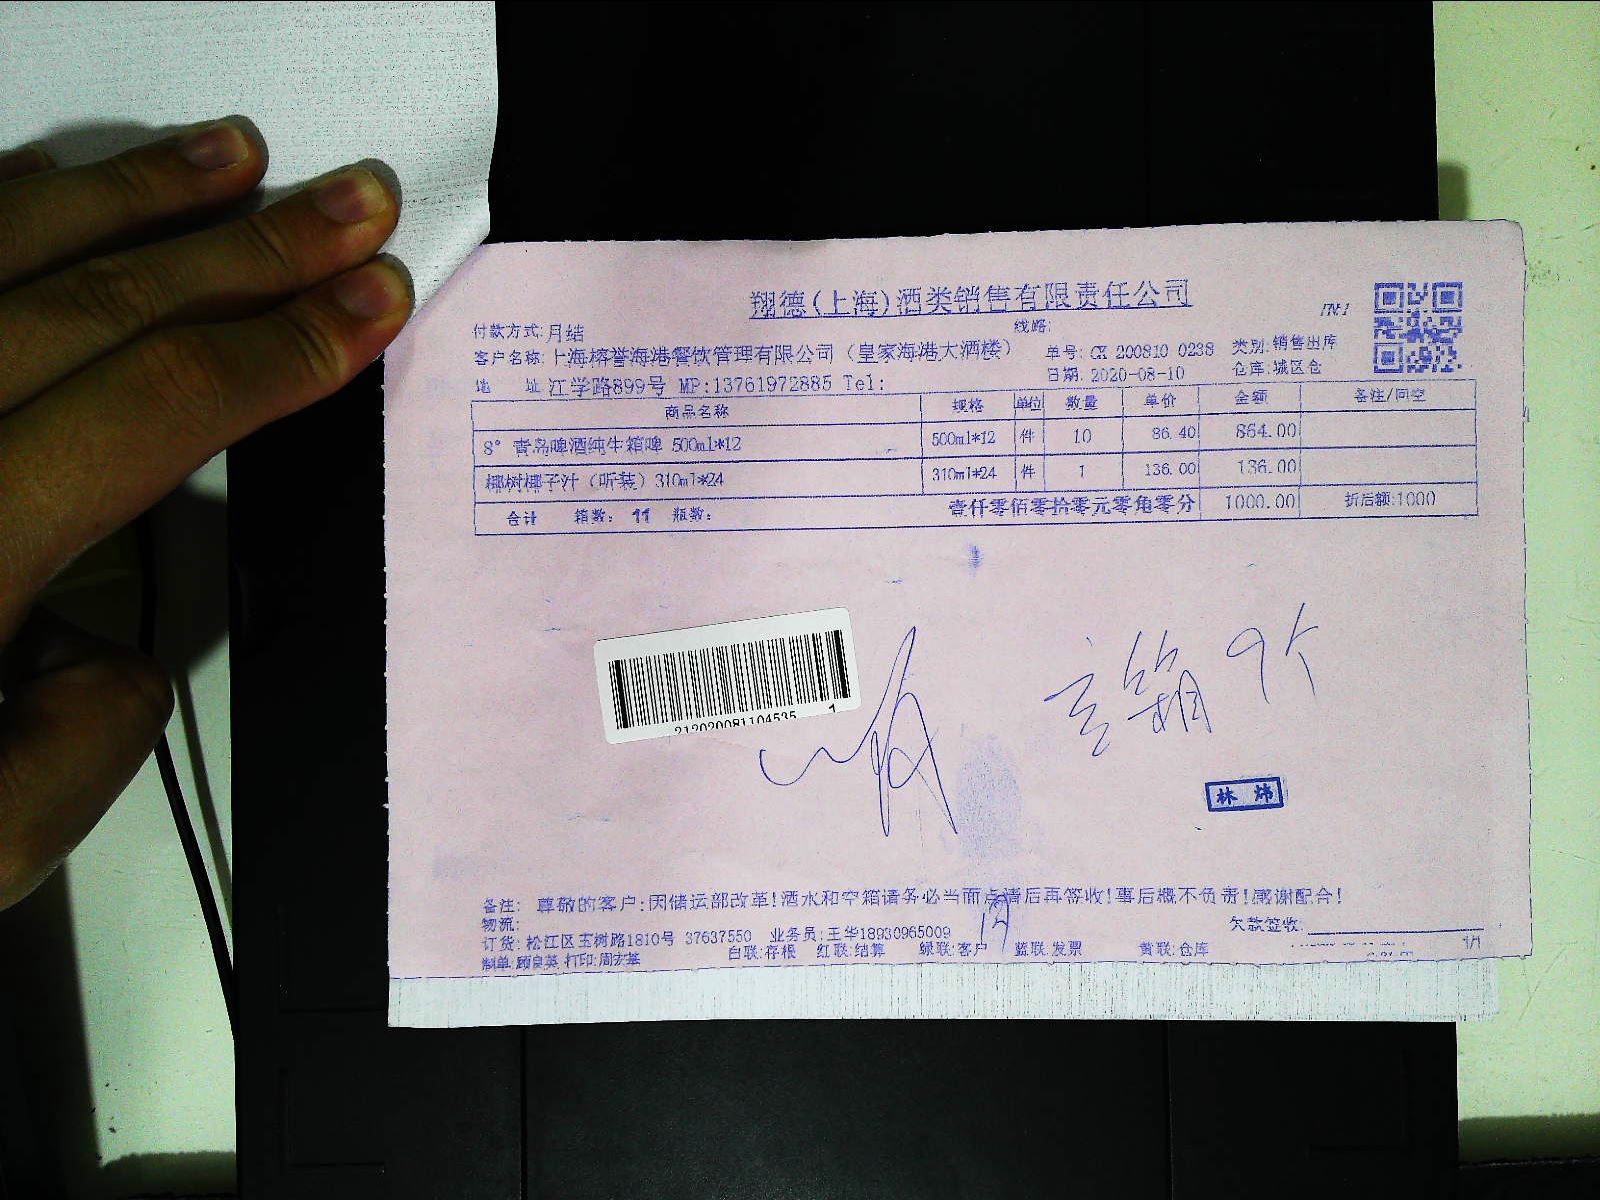 翔德(上海)酒类销售有限责任公司
付款方式:月结 线路:
客户名称:上海榕誉海港餐饮管理有限公司（皇家海港大酒楼） 单号:CK-200810-0238 类别:销售出库
地 址 江学路899号 MP:13761972885 Tel: 日期:2020-08-10 仓库:城区仓
商品名称 规格 单位 数量 单价 金额 备注/回空
8°青岛啤酒纯生箱啤 500ml*12 500ml*12 件 10 86.40 864.00
椰树椰子汁（听装）310ml*24 310ml*24 件 1 136.00 136.00
合计 箱数: 11 瓶数: 壹仟零佰零拾零元零角零分 1000.00 折后额:1000
212020081104535 1
林 炜
备注: 尊敬的客户:因储运部改革!酒水和空箱请务必当面点清后再签收!事后概不负责!感谢配合!
物流: 欠款签收:
订货: 松江区玉树路1810号 37637550 业务员:王华18930965009
制单:顾自英 打印:周宏基 白联:存根 红联:结算 绿联:客户 蓝联:发票 黄联:仓库 1/1